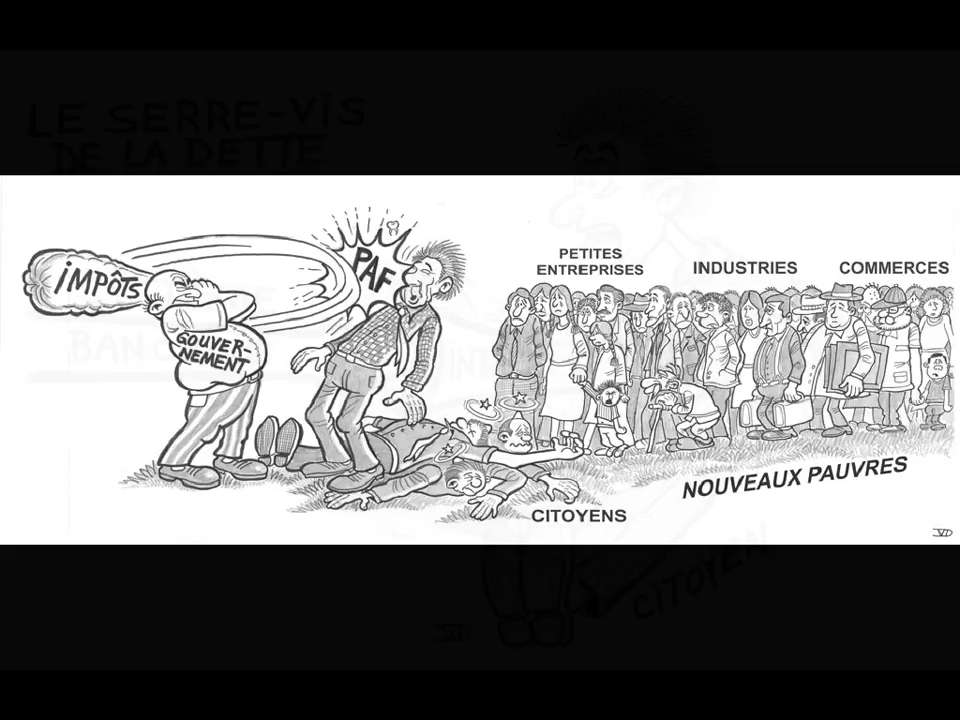 LE SERRE-VIS
DE LA DETTE
iMPÔTS
GOUVER-
NEMENT
PAF
PETITES
ENTREPRISES
INDUSTRIES
COMMERCES
CITOYENS
NOUVEAUX PAUVRES
CITOYEN